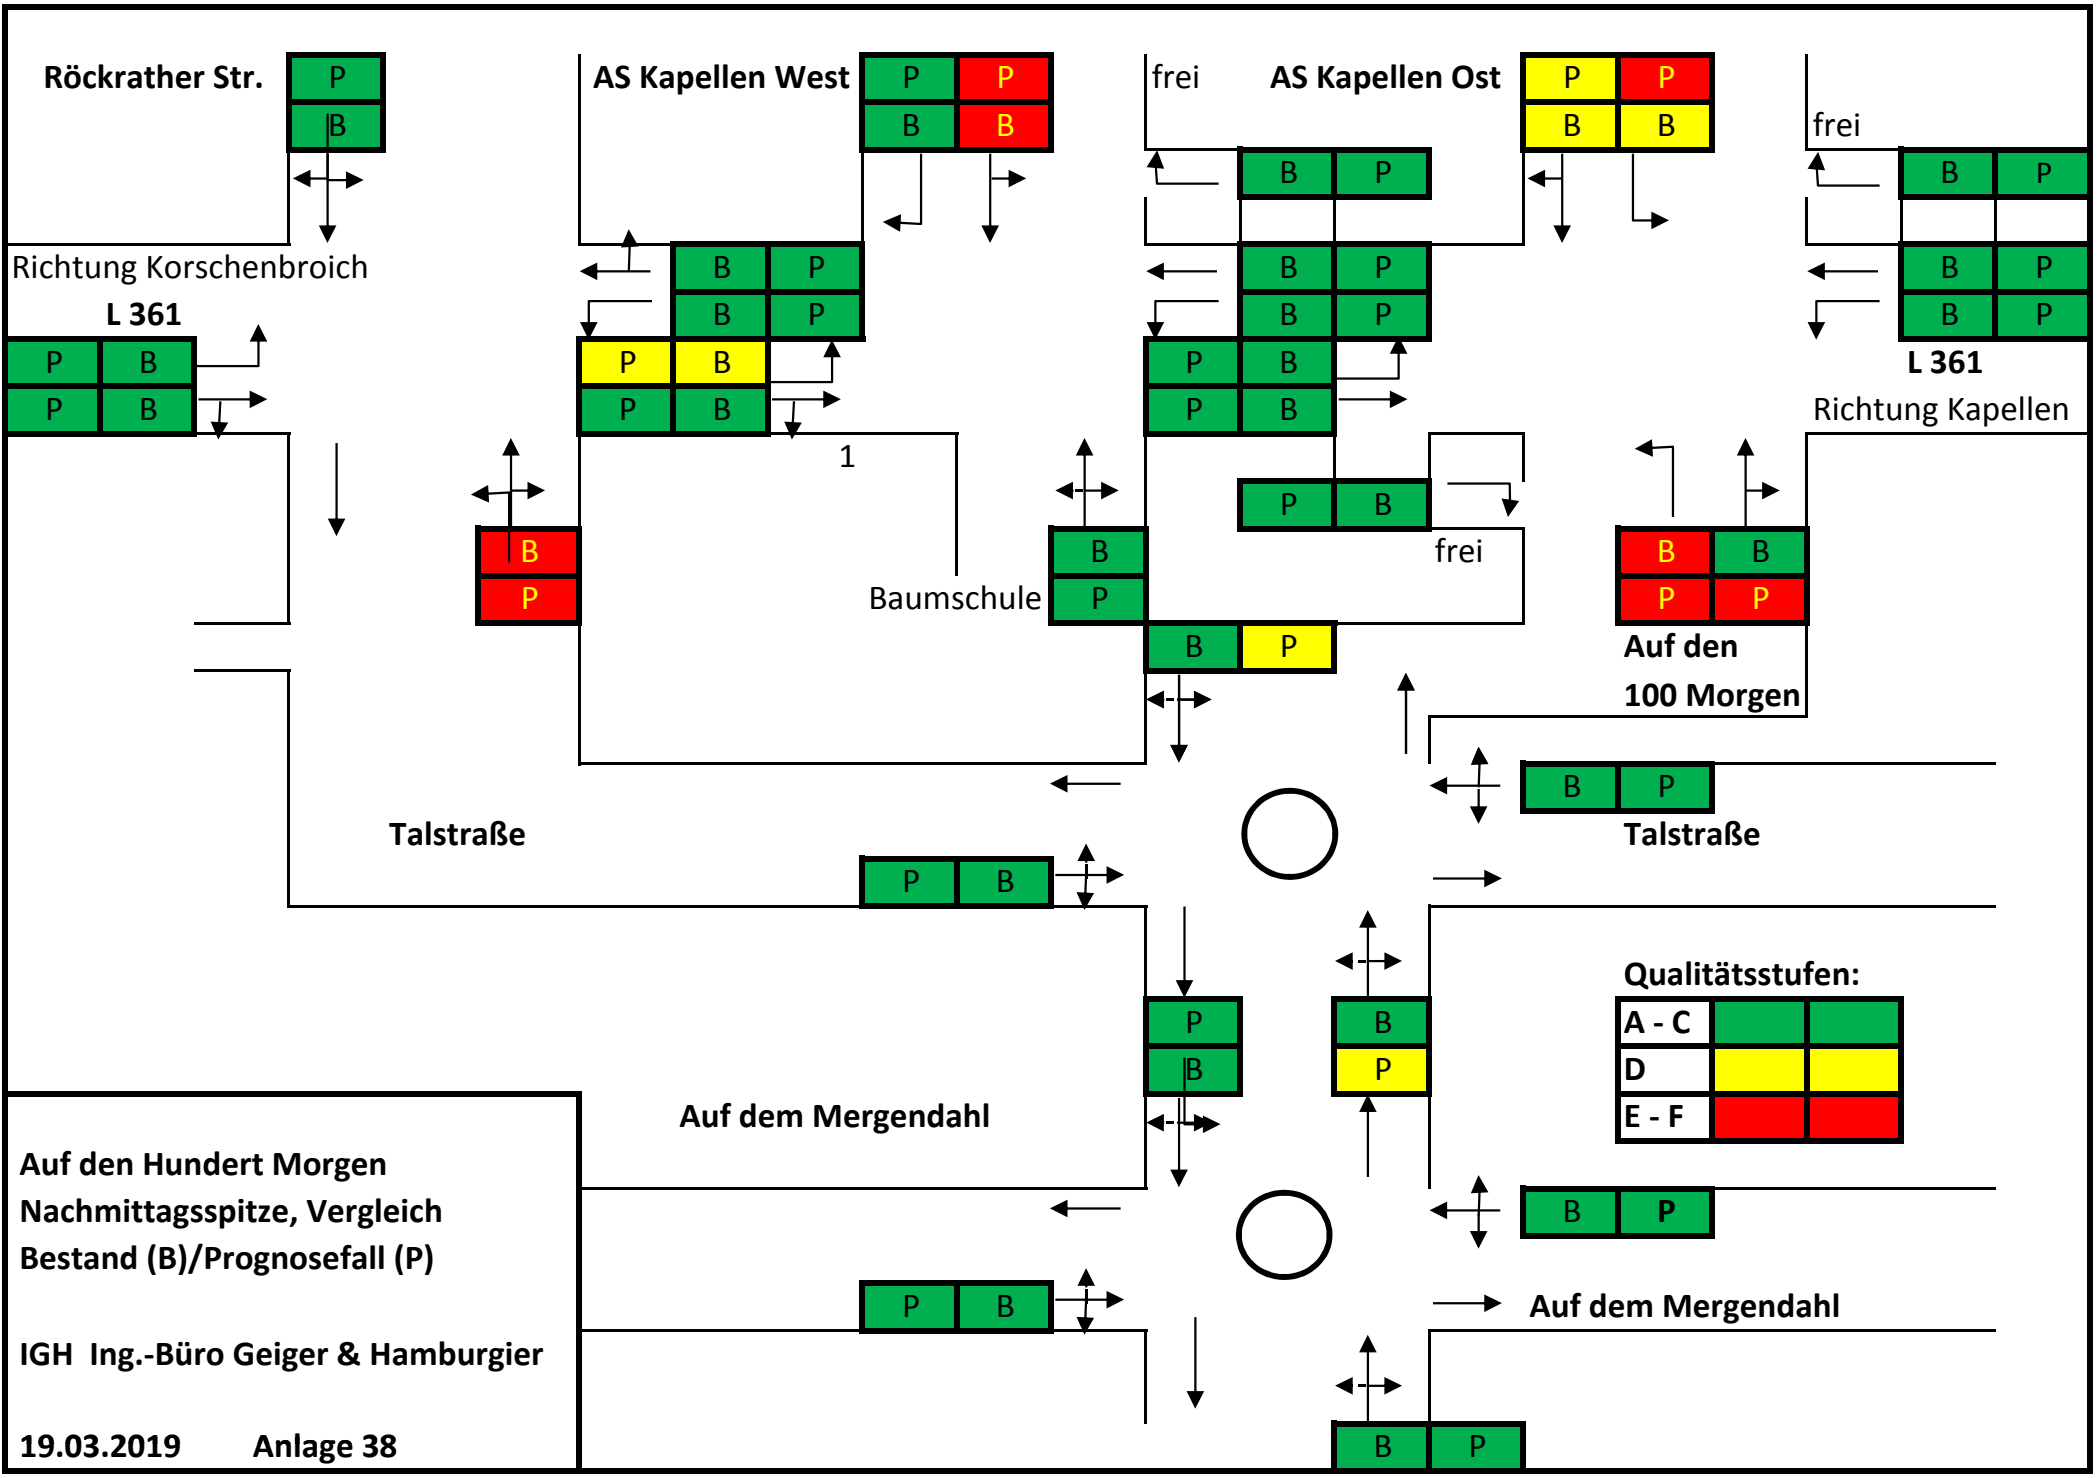 Röckrather Str. P AS Kapellen West P P frei AS Kapellen Ost P P
B B B B B frei
B P B P
Richtung Korschenbroich B P B P B P
L 361 B P B P B P
P B P B P B L 361
P B P B P B Richtung Kapellen
1
P B
B B frei B B
P Baumschule P P P
B P Auf den
100 Morgen
B P
Talstraße Talstraße
P B
Qualitätsstufen:
P B A - C
B P D
Auf dem Mergendahl E - F
Auf den Hundert Morgen
Nachmittagsspitze, Vergleich B P
Bestand (B)/Prognosefall (P)
P B Auf dem Mergendahl
IGH Ing.-Büro Geiger & Hamburgier
19.03.2019 Anlage 38 B P